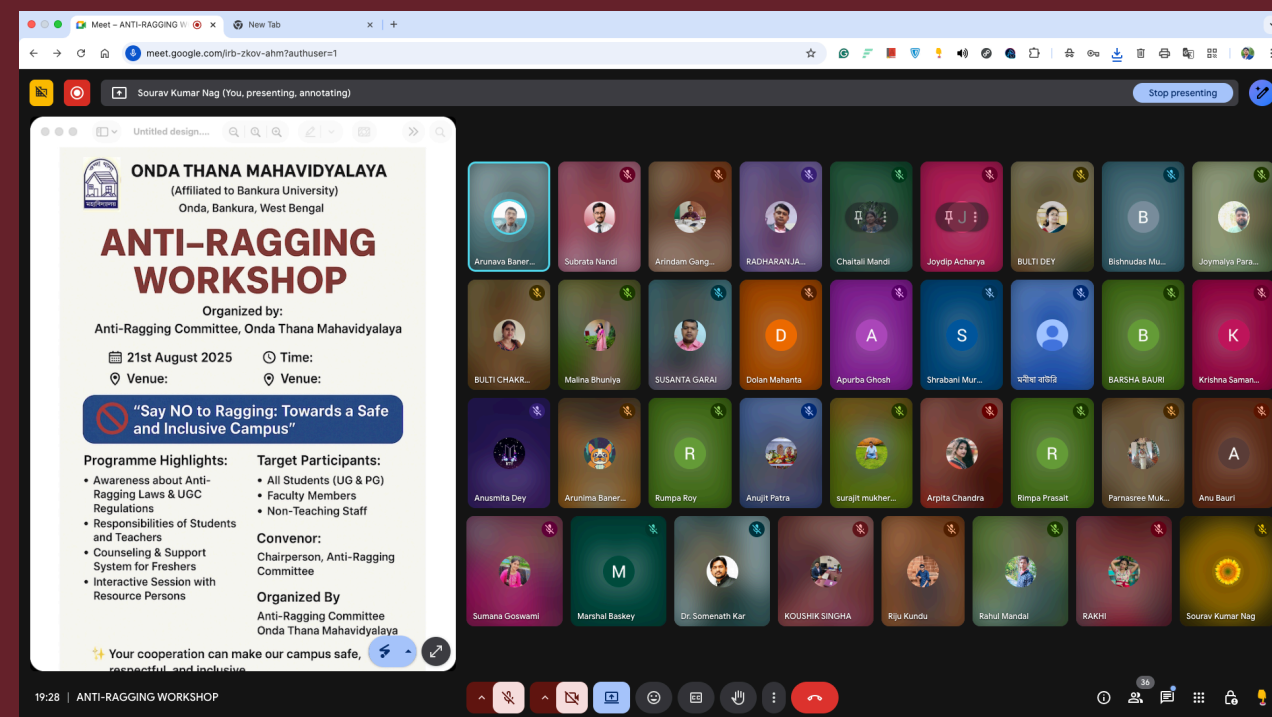 Meet – ANTI-RAGGING W
New Tab
meet.google.com/irb-zkov-ahm?authuser=1
Sourav Kumar Nag (You, presenting, annotating)
Stop presenting
Untitled design....
ONDA THANA MAHAVIDYALAYA
(Affiliated to Bankura University)
Onda, Bankura, West Bengal
ANTI–RAGGING
WORKSHOP
Organized by:
Anti-Ragging Committee, Onda Thana Mahavidyalaya
21st August 2025 Time:
Venue: Venue:
"Say NO to Ragging: Towards a Safe
and Inclusive Campus"
Programme Highlights:
• Awareness about Anti-
Ragging Laws & UGC
Regulations
• Responsibilities of Students
and Teachers
• Counseling & Support
System for Freshers
• Interactive Session with
Resource Persons
Target Participants:
• All Students (UG & PG)
• Faculty Members
• Non-Teaching Staff
Convenor:
Chairperson, Anti-Ragging
Committee
Organized By
Anti-Ragging Committee
Onda Thana Mahavidyalaya
Your cooperation can make our campus safe,
respectful, and inclusive
Arunava Baner...
Subrata Nandi
Arindam Gang...
RADHARANJA...
Chaitali Mandi
J
Joydip Acharya
BULTI DEY
B
Bishnudas Mu...
Joymalya Para...
BULTI CHAKR...
Malina Bhuniya
SUSANTA GARAI
D
Dolan Mahanta
A
Apurba Ghosh
S
Shrabani Mur...
মনীষা বাউরি
B
BARSHA BAURI
K
Krishna Saman...
Anusmita Dey
Arunima Baner...
R
Rumpa Roy
Anujit Patra
surajit mukher...
Arpita Chandra
R
Rimpa Prasait
Parnasree Muk...
A
Anu Bauri
Sumana Goswami
M
Marshal Baskey
Dr. Somenath Kar
KOUSHIK SINGHA
Riju Kundu
Rahul Mandal
RAKHI
Sourav Kumar Nag
19:28 | ANTI-RAGGING WORKSHOP
36